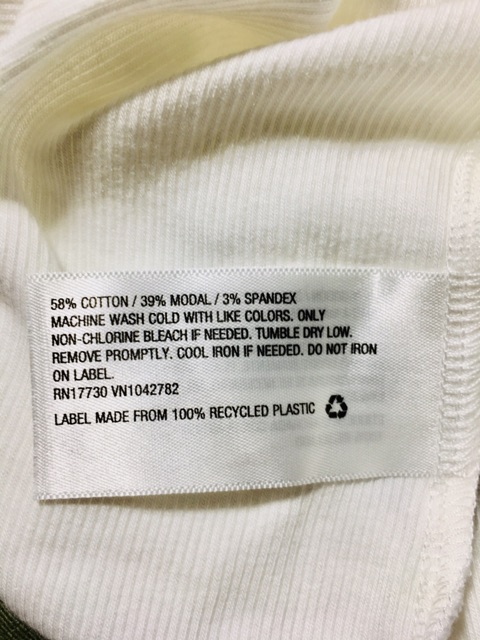 58% COTTON / 39% MODAL / 3% SPANDEX
MACHINE WASH COLD WITH LIKE COLORS. ONLY
NON-CHLORINE BLEACH IF NEEDED. TUMBLE DRY LOW.
REMOVE PROMPTLY. COOL IRON IF NEEDED. DO NOT IRON
ON LABEL.
RN17730 VN1042782
LABEL MADE FROM 100% RECYCLED PLASTIC